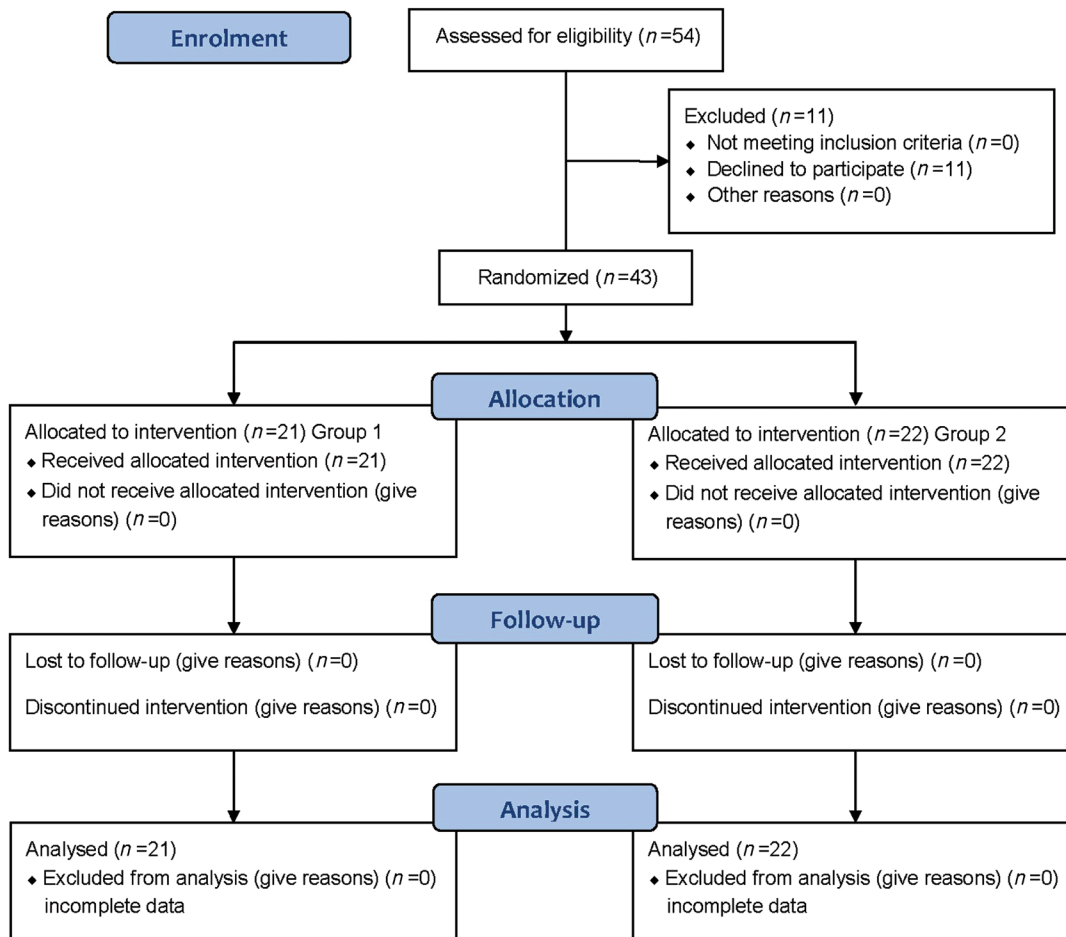 Enrolment
Assessed for eligibility (n=54)
Excluded (n=11)
◆ Not meeting inclusion criteria (n=0)
◆ Declined to participate (n=11)
◆ Other reasons (n=0)
Randomized (n=43)
Allocation
Allocated to intervention (n=21) Group 1
◆ Received allocated intervention (n=21)
◆ Did not receive allocated intervention (give
reasons) (n=0)
Allocated to intervention (n=22) Group 2
◆ Received allocated intervention (n=22)
◆ Did not receive allocated intervention (give
reasons) (n=0)
Follow-up
Lost to follow-up (give reasons) (n=0)
Discontinued intervention (give reasons) (n=0)
Lost to follow-up (give reasons) (n=0)
Discontinued intervention (give reasons) (n=0)
Analysis
Analysed (n=21)
◆ Excluded from analysis (give reasons) (n=0)
incomplete data
Analysed (n=22)
◆ Excluded from analysis (give reasons) (n=0)
incomplete data